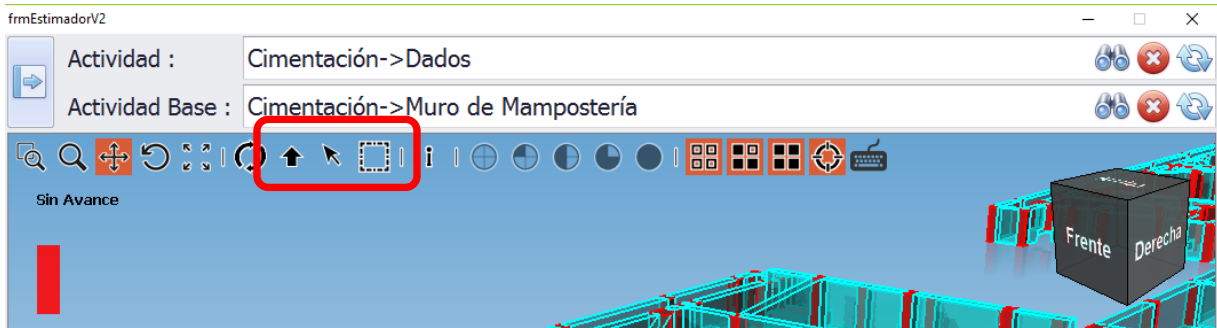 frmEstimadorV2
Actividad : Cimentación->Dados
Actividad Base : Cimentación->Muro de Mampostería
i
Sin Avance
Frente
Derecha